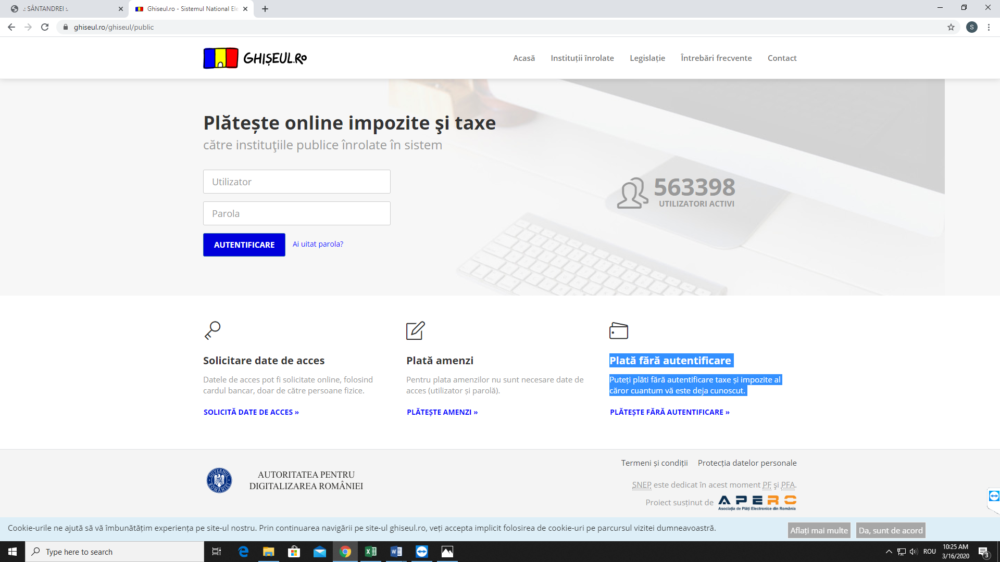 .: SÂNTANDREI :.
Ghiseul.ro - Sistemul National Ele
ghiseul.ro/ghiseul/public
S
GHIȘEUL.RO
Acasă
Instituții înrolate
Legislație
Întrebări frecvente
Contact
Plătește online impozite şi taxe
către instituţiile publice înrolate în sistem
Utilizator
Parola
AUTENTIFICARE
Ai uitat parola?
563398
UTILIZATORI ACTIVI
Solicitare date de acces
Datele de acces pot fi solicitate online, folosind
cardul bancar, doar de către persoane fizice.
SOLICITĂ DATE DE ACCES »
Plată amenzi
Pentru plata amenzilor nu sunt necesare date de
acces (utilizator și parolă).
PLĂTEȘTE AMENZI »
Plată fără autentificare
Puteți plăti fără autentificare taxe și impozite al
căror cuantum vă este deja cunoscut.
PLĂTEȘTE FĂRĂ AUTENTIFICARE »
GUVERNUL ROMÂNIEI
AUTORITATEA PENTRU
DIGITALIZAREA ROMÂNIEI
Termeni și condiții
Protecția datelor personale
SNEP este dedicat în acest moment PF şi PFA.
Proiect susținut de
APERO
Asociația de Plăți Electronice din România
Cookie-urile ne ajută să vă îmbunătățim experiența pe site-ul nostru. Prin continuarea navigării pe site-ul ghiseul.ro, veți accepta implicit folosirea de cookie-uri pe parcursul vizitei dumneavoastră.
Aflați mai multe
Da, sunt de acord
Type here to search
ROU
10:25 AM
3/16/2020
3